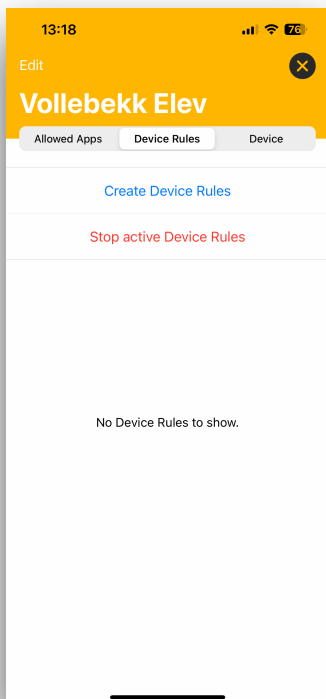 13:18
76
Edit
Vollebekk Elev
Allowed Apps
Device Rules
Device
Create Device Rules
Stop active Device Rules
No Device Rules to show.